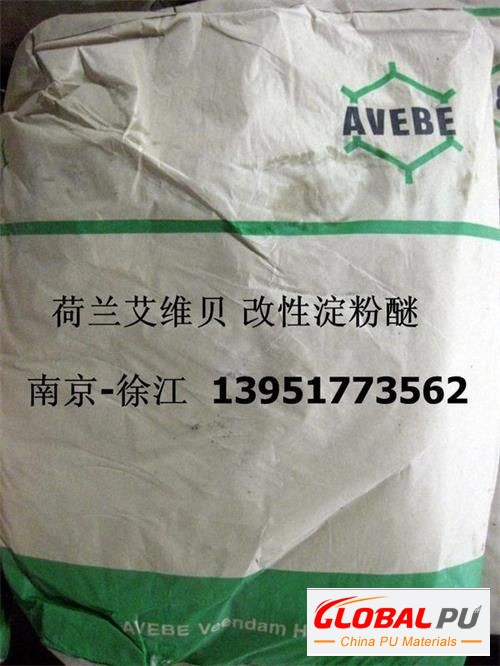 AVEBE
荷兰艾维贝 改性淀粉醚
南京-徐江 13951773562
AVEBE Veendam H
GLOBAL PU
China PU Materials